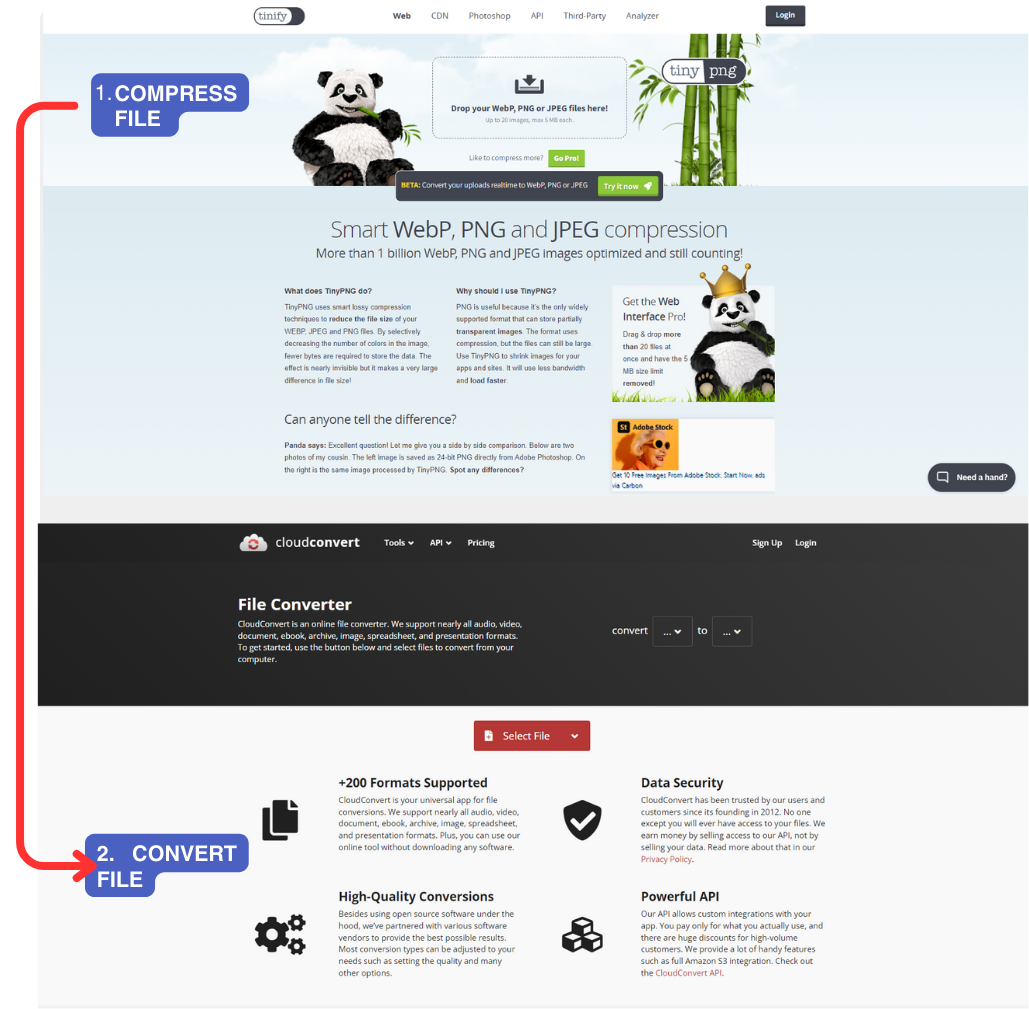 tinify
Web CDN Photoshop API Third-Party Analyzer
Login
tiny png
1. COMPRESS
FILE
Drop your WebP, PNG or JPEG files here!
Up to 20 images, max 5 MB each.
Like to compress more? Go Pro!
BETA: Convert your uploads realtime to WebP, PNG or JPEG Try it now
Smart WebP, PNG and JPEG compression
More than 1 billion WebP, PNG and JPEG images optimized and still counting!
What does TinyPNG do?
TinyPNG uses smart lossy compression
techniques to reduce the file size of your
WEBP, JPEG and PNG files. By selectively
decreasing the number of colors in the image,
fewer bytes are required to store the data. The
effect is nearly invisible but it makes a very large
difference in file size!
Why should I use TinyPNG?
PNG is useful because it's the only widely
supported format that can store partially
transparent images. The format uses
compression, but the files can still be large.
Use TinyPNG to shrink images for your
apps and sites. It will use less bandwidth
and load faster.
Get the Web
Interface Pro!
Drag & drop more
than 20 files at
once and have the 5
MB size limit
removed!
Can anyone tell the difference?
Panda says: Excellent question! Let me give you a side by side comparison. Below are two
photos of my cousin. The left image is saved as 24-bit PNG directly from Adobe Photoshop. On
the right is the same image processed by TinyPNG. Spot any differences?
St Adobe Stock
Get 10 Free Images From Adobe Stock. Start Now. ads
via Carbon
Need a hand?
cloudconvert Tools API Pricing
Sign Up Login
File Converter
CloudConvert is an online file converter. We support nearly all audio, video,
document, ebook, archive, image, spreadsheet, and presentation formats.
To get started, use the button below and select files to convert from your
computer.
convert ... to ...
Select File
+200 Formats Supported
CloudConvert is your universal app for file
conversions. We support nearly all audio, video,
document, ebook, archive, image, spreadsheet,
and presentation formats. Plus, you can use our
online tool without downloading any software.
Data Security
CloudConvert has been trusted by our users and
customers since its founding in 2012. No one
except you will ever have access to your files. We
earn money by selling access to our API, not by
selling your data. Read more about that in our
Privacy Policy.
2. CONVERT
FILE
High-Quality Conversions
Besides using open source software under the
hood, we've partnered with various software
vendors to provide the best possible results.
Most conversion types can be adjusted to your
needs such as setting the quality and many
other options.
Powerful API
Our API allows custom integrations with your
app. You pay only for what you actually use, and
there are huge discounts for high-volume
customers. We provide a lot of handy features
such as full Amazon S3 integration. Check out
the CloudConvert API.